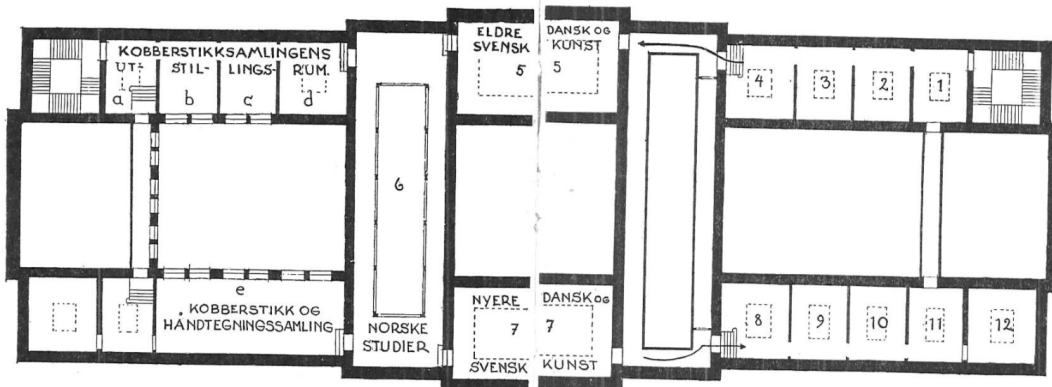 KOBBERSTIKKSAMLINGENS
UT- STIL- LINGS- RUM.
a b c d
ELDRE DANSK OG
SVENSK KUNST
5 5
4 3 2 1
6
e
KOBBERSTIKK OG
HÅNDTEGNINGSSAMLING
NORSKE
STUDIER
NYERE DANSK OG
7 7
SVENSK KUNST
8 9 10 11 12